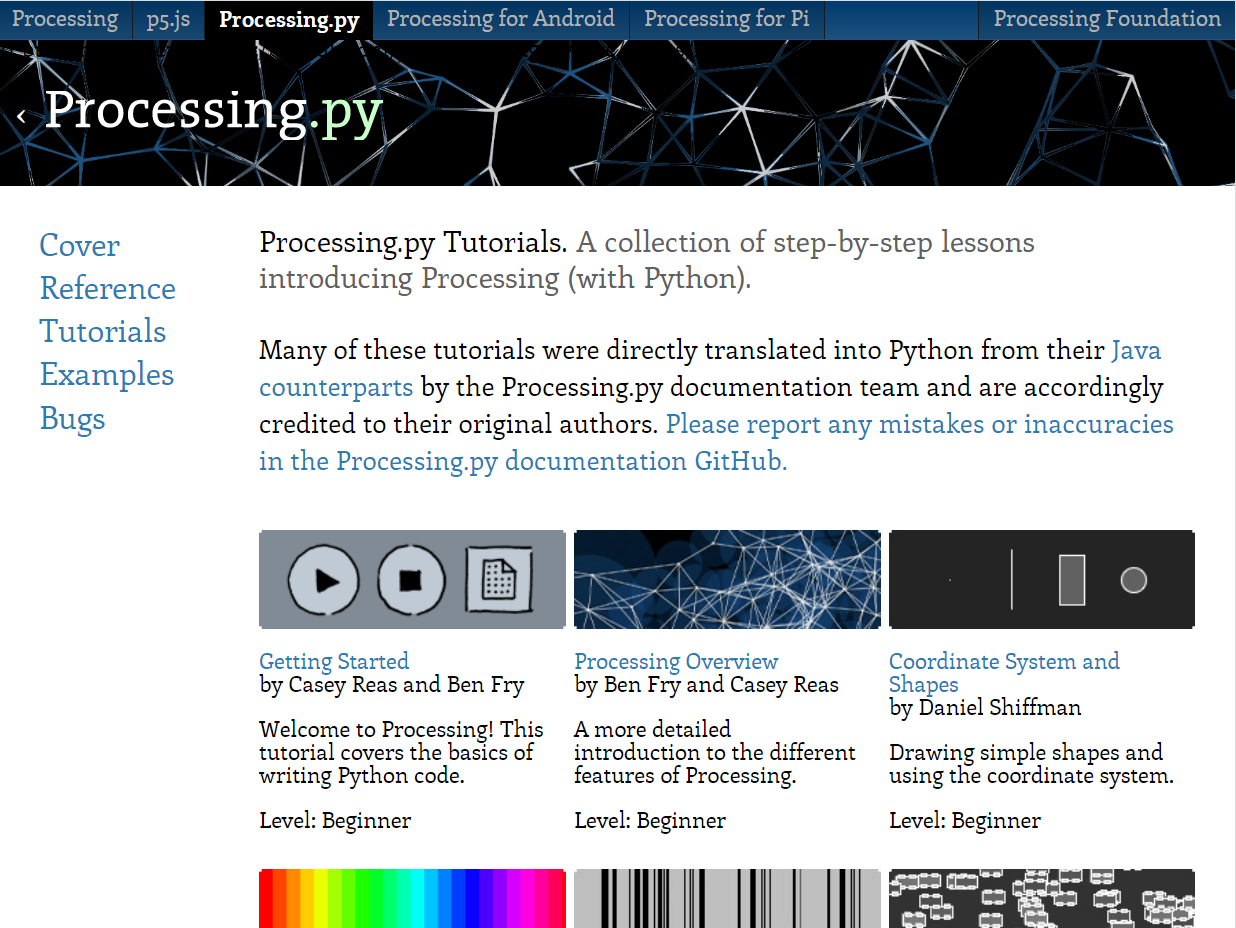 Processing p5.js Processing.py Processing for Android Processing for Pi Processing Foundation
‹ Processing.py
Cover
Reference
Tutorials
Examples
Bugs
Processing.py Tutorials. A collection of step-by-step lessons
introducing Processing (with Python).
Many of these tutorials were directly translated into Python from their Java
counterparts by the Processing.py documentation team and are accordingly
credited to their original authors. Please report any mistakes or inaccuracies
in the Processing.py documentation GitHub.
Getting Started
by Casey Reas and Ben Fry
Welcome to Processing! This
tutorial covers the basics of
writing Python code.
Level: Beginner
Processing Overview
by Ben Fry and Casey Reas
A more detailed
introduction to the different
features of Processing.
Level: Beginner
Coordinate System and
Shapes
by Daniel Shiffman
Drawing simple shapes and
using the coordinate system.
Level: Beginner